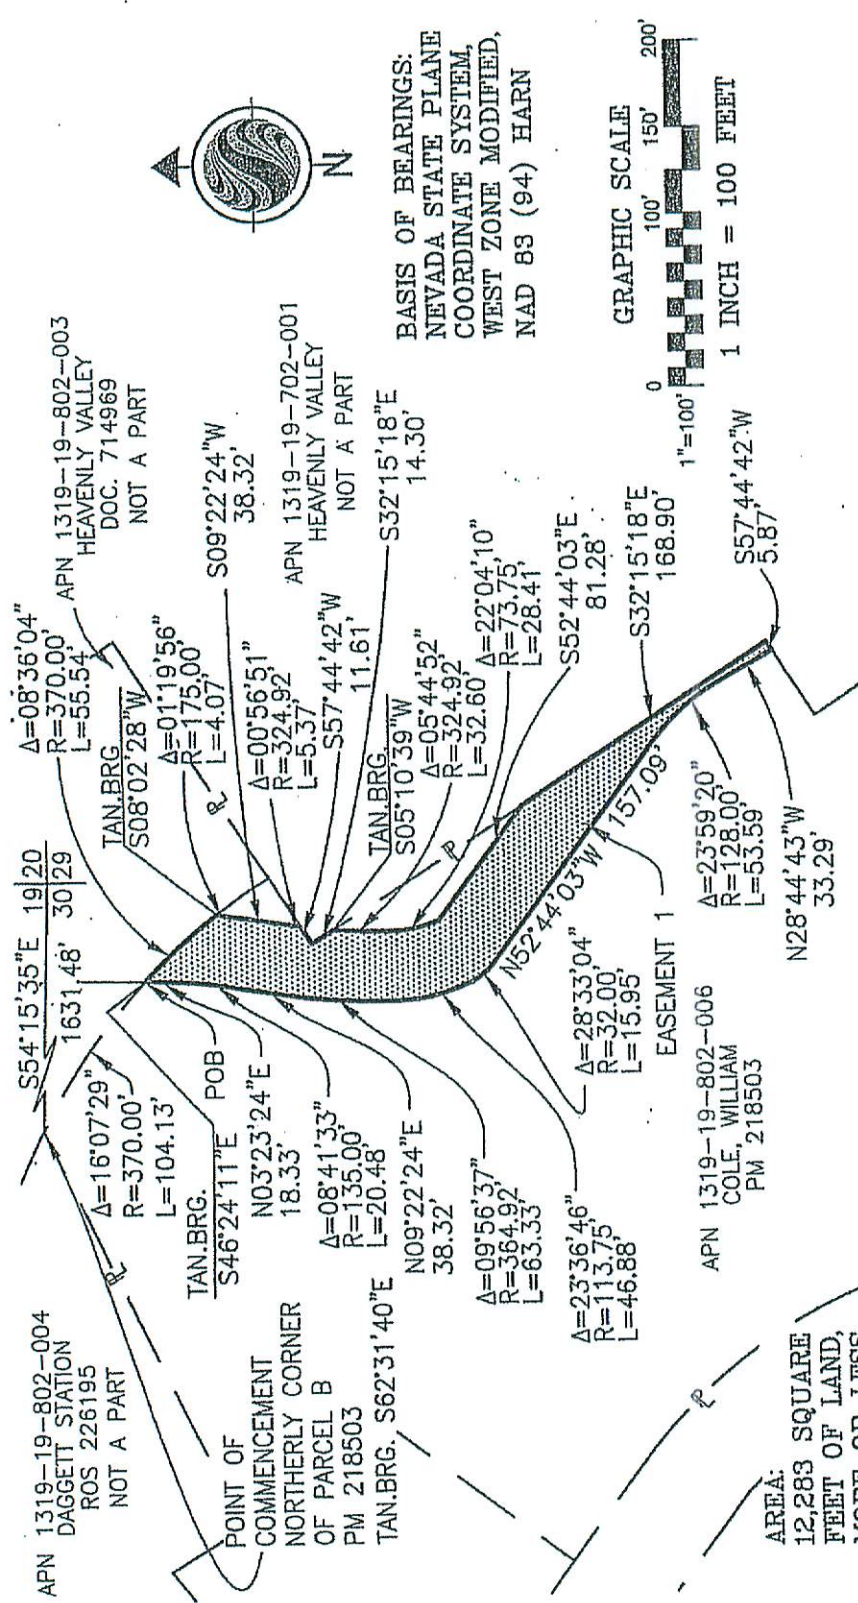 APN 1319-19-802-004
DAGGETT STATION
ROS 226195
NOT A PART
POINT OF
COMMENCEMENT
NORTHERLY CORNER
OF PARCEL B
PM 218503
TAN.BRG. S62°31'40"E
S54°15'35"E
1631.48'
19|20
30|29
Δ=16°07'29"
R=370.00'
L=104.13'
TAN.BRG.
S46°24'11"E
POB
N03°23'24"E
18.33'
Δ=08°41'33"
R=135.00'
L=20.48'
N09°22'24"E
38.32'
Δ=09°56'37"
R=364.92'
L=63.33'
Δ=23°36'46"
R=113.75'
L=46.88'
Δ=28°33'04"
R=32.00'
L=15.95'
N52°44'03"W 157.09'
EASEMENT 1
APN 1319-19-802-006
COLE, WILLIAM
PM 218503
Δ=23°59'20"
R=128.00'
L=53.59'
N28°44'43"W
33.29'
AREA:
12,283 SQUARE
FEET OF LAND,
MORE OR LESS
Δ=08°36'04"
R=370.00'
L=55.54'
APN 1319-19-802-003
HEAVENLY VALLEY
DOC. 714969
NOT A PART
TAN.BRG.
S08°02'28"W
Δ=01°19'56"
R=175.00'
L=4.07'
S09°22'24"W
38.32'
Δ=00°56'51"
R=324.92'
L=5.37'
APN 1319-19-702-001
HEAVENLY VALLEY
NOT A PART
S57°44'42"W
11.61'
S32°15'18"E
14.30'
TAN.BRG.
S05°10'39"W
Δ=05°44'52"
R=324.92'
L=32.60'
Δ=22°04'10"
R=73.75'
L=28.41'
S52°44'03"E
81.28'
S32°15'18"E
168.90'
S57°44'42"W
5.87'
PL
PL
PL
PL
N
BASIS OF BEARINGS:
NEVADA STATE PLANE
COORDINATE SYSTEM,
WEST ZONE MODIFIED,
NAD 83 (94) HARN
GRAPHIC SCALE
0 100' 150' 200'
1"=100'
1 INCH = 100 FEET